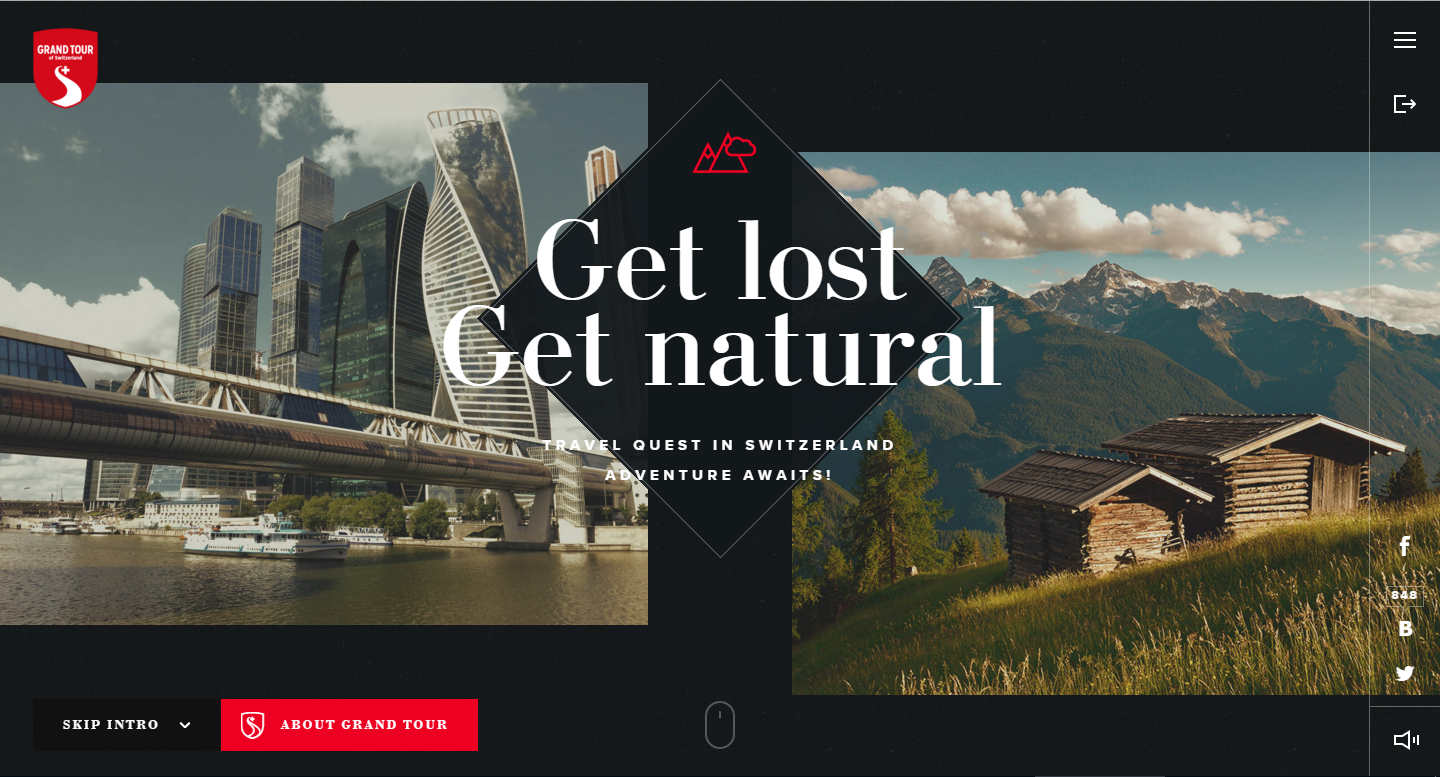 GRAND TOUR
of Switzerland
Get lost
Get natural
TRAVEL QUEST IN SWITZERLAND
ADVENTURE AWAITS!
848
B
SKIP INTRO
ABOUT GRAND TOUR